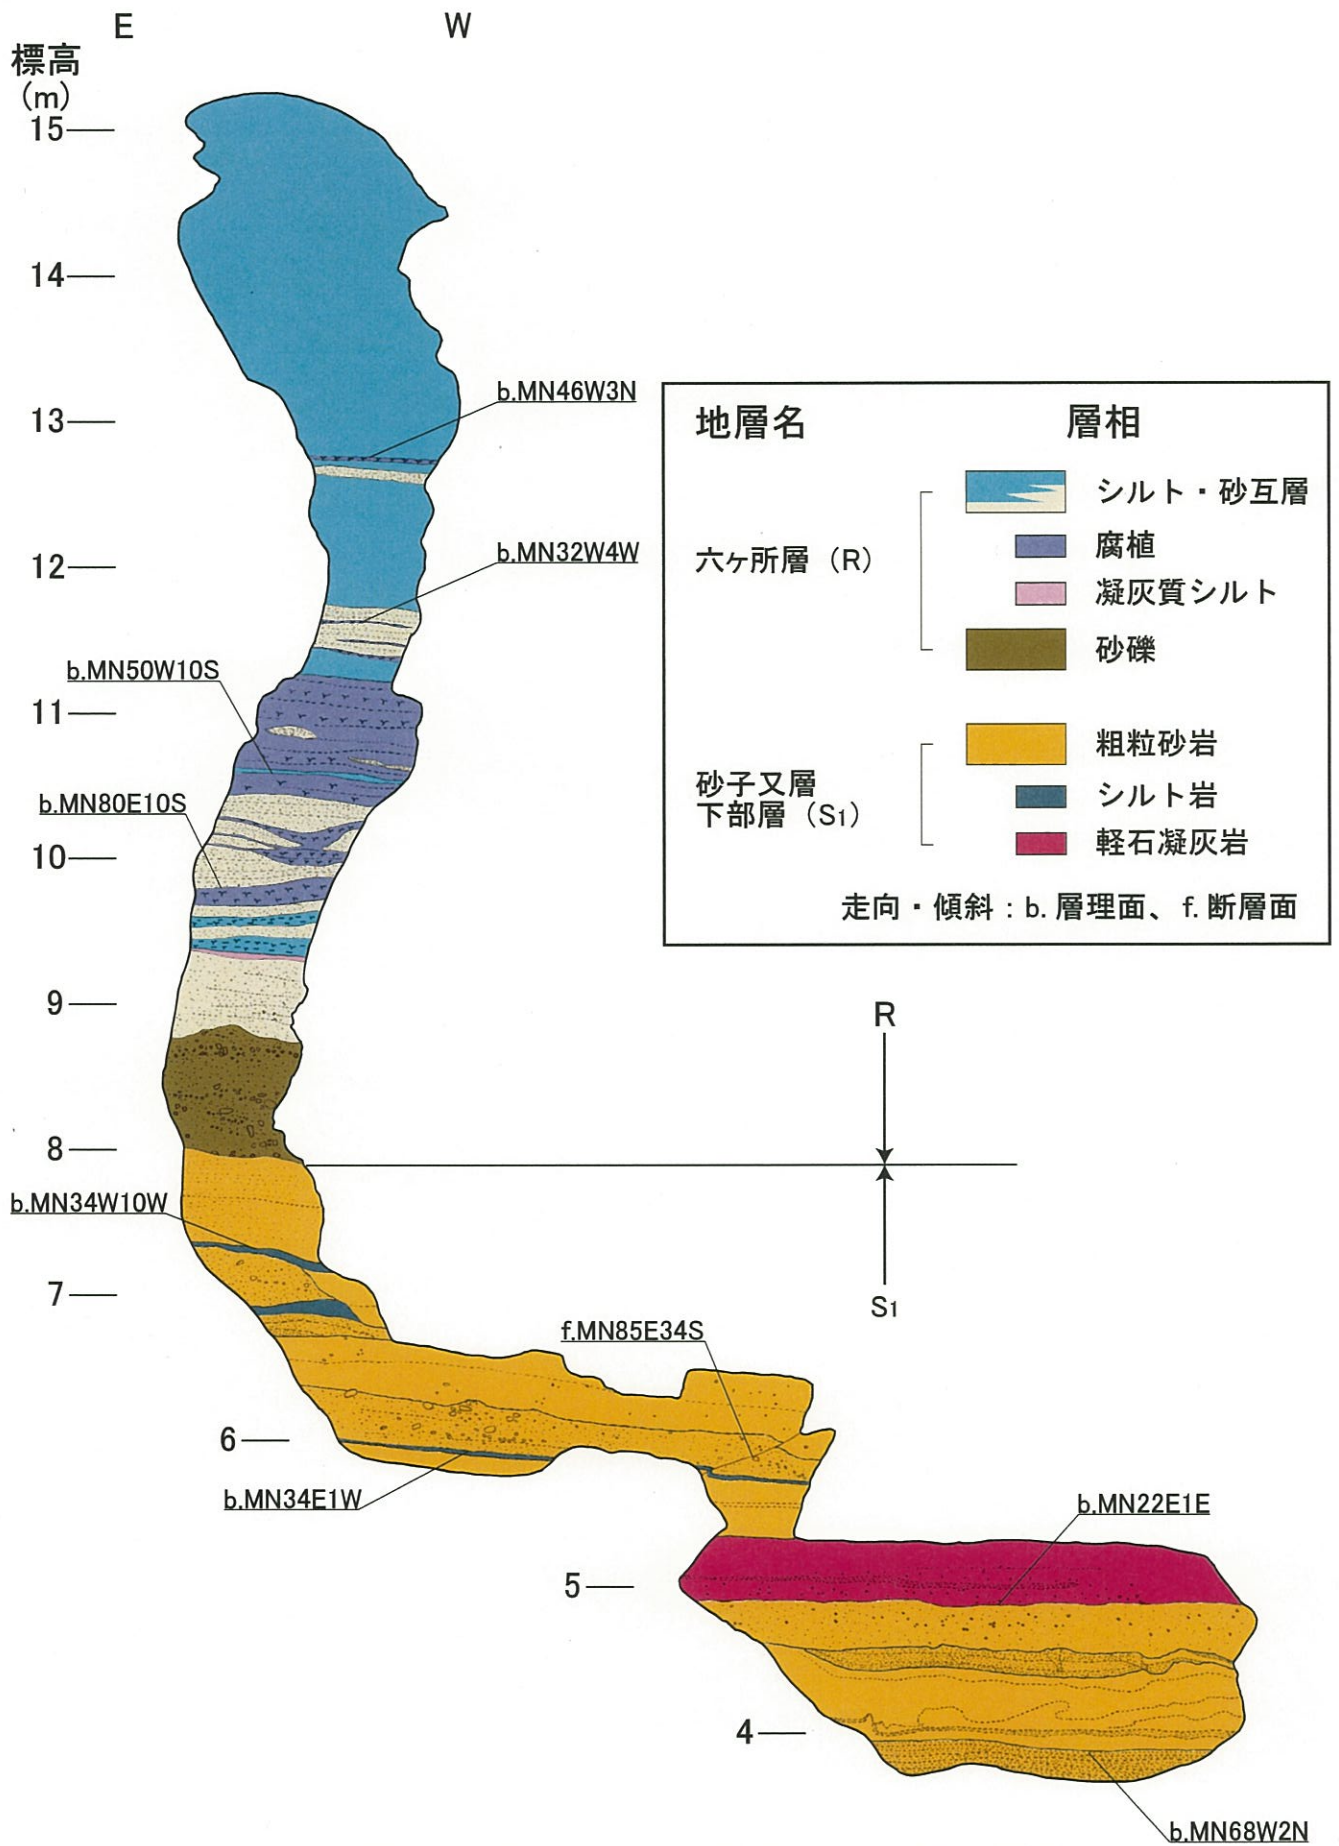 E W
標高
(m)
15
14
13
12
11
10
9
8
7
6
5
4
b.MN46W3N
b.MN32W4W
b.MN50W10S
b.MN80E10S
b.MN34W10W
f.MN85E34S
b.MN34E1W
b.MN22E1E
b.MN68W2N
地層名 層相
シルト・砂互層
腐植
六ヶ所層（R）
凝灰質シルト
砂礫
粗粒砂岩
砂子又層
下部層（S1）
シルト岩
軽石凝灰岩
走向・傾斜：b. 層理面、f. 断層面
R
S1